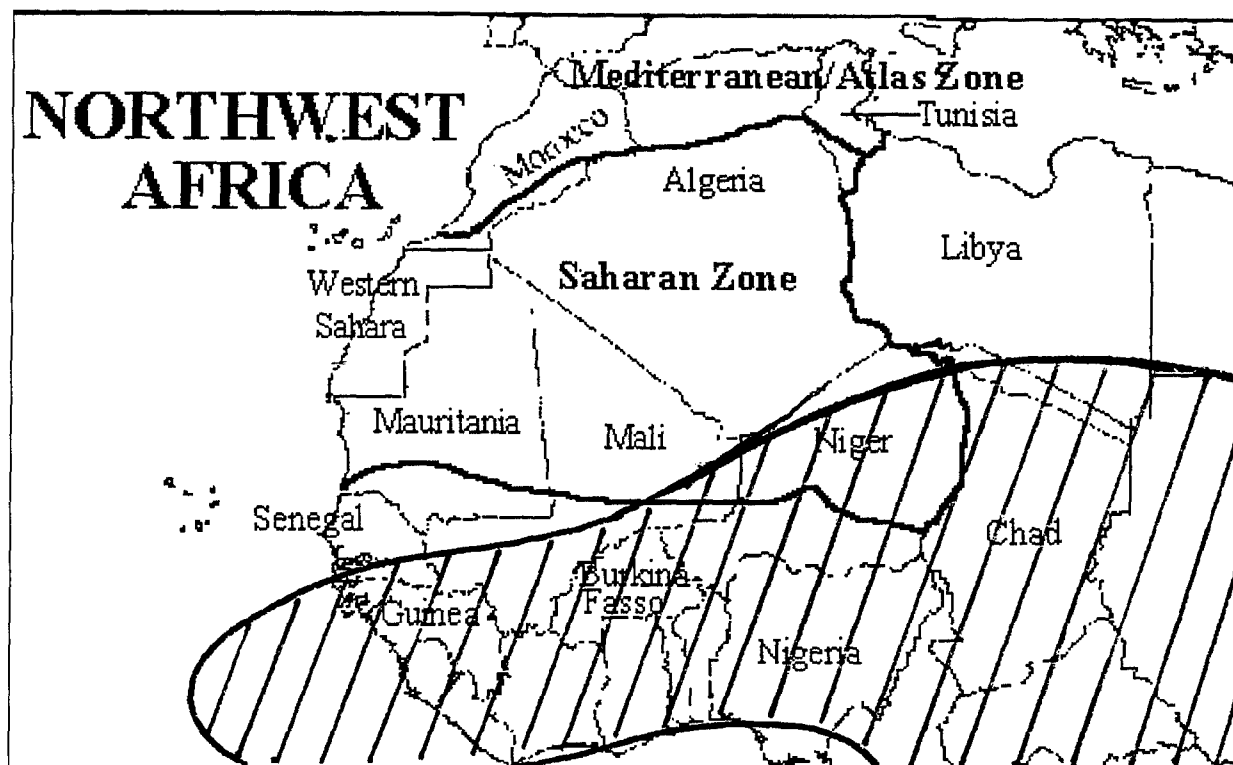 NORTHWEST
AFRICA
Mediterranean/Atlas Zone
Tunisia
Morocco
Algeria
Libya
Western
Sahara
Saharan Zone
Mauritania
Mali
Niger
Senegal
Chad
Burkina
Fasso
Guinea
Nigeria